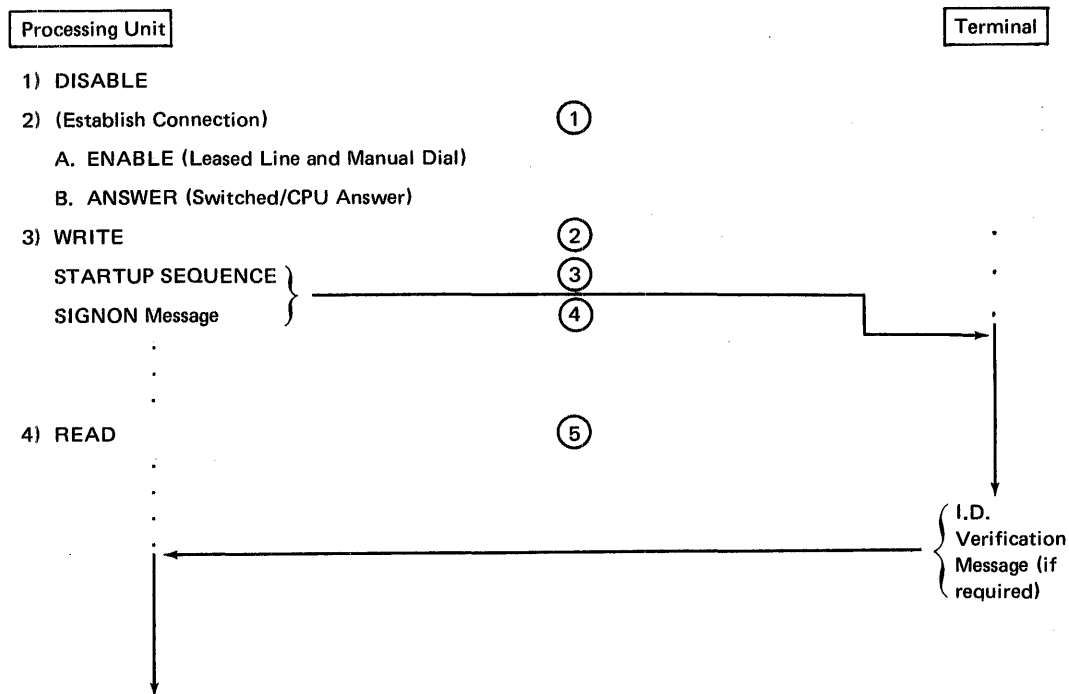 Processing Unit
Terminal
1) DISABLE
2) (Establish Connection)
1
A. ENABLE (Leased Line and Manual Dial)
B. ANSWER (Switched/CPU Answer)
3) WRITE
2
STARTUP SEQUENCE
3
SIGNON Message
4
4) READ
5
I.D.
Verification
Message (if
required)